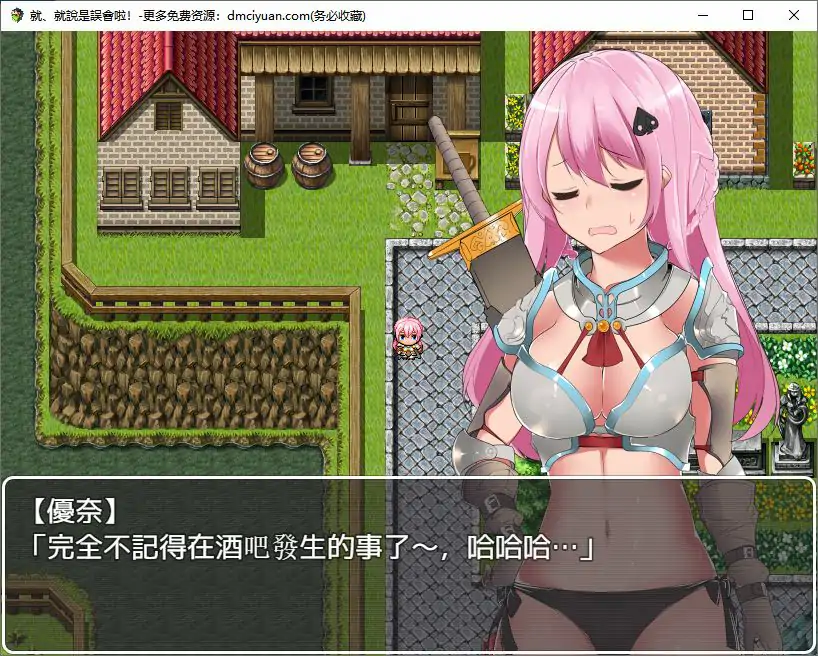 就、就說是誤會啦！-更多免费资源：dmciyuan.com(务必收藏)
【優奈】
「完全不記得在酒吧發生的事了～，哈哈哈…」